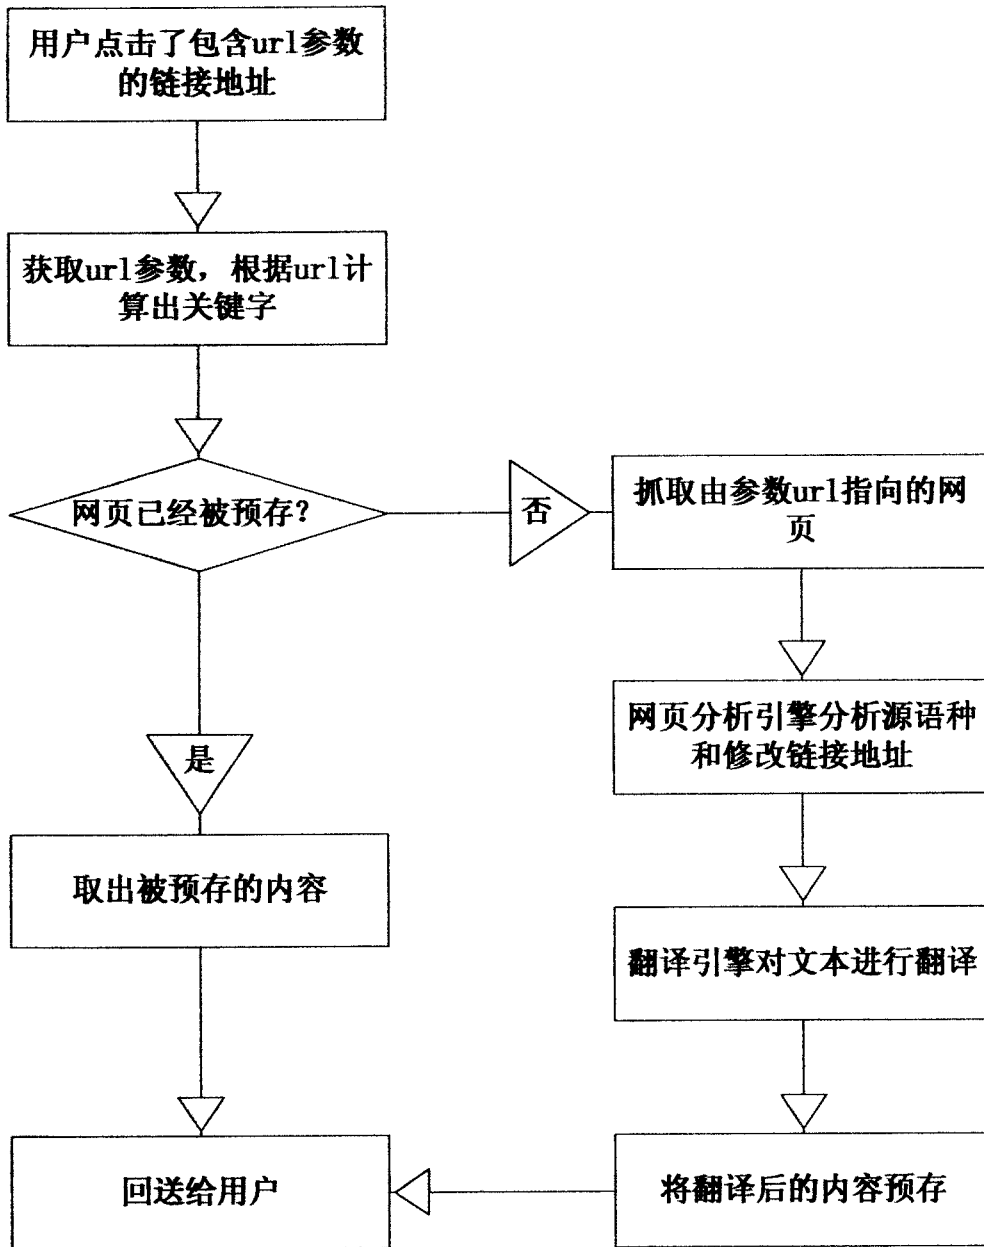 用户点击了包含url参数
的链接地址
获取url参数，根据url计
算出关键字
网页已经被预存？
否
抓取由参数url指向的网
页
网页分析引擎分析源语种
和修改链接地址
是
取出被预存的内容
翻译引擎对文本进行翻译
回送给用户
将翻译后的内容预存